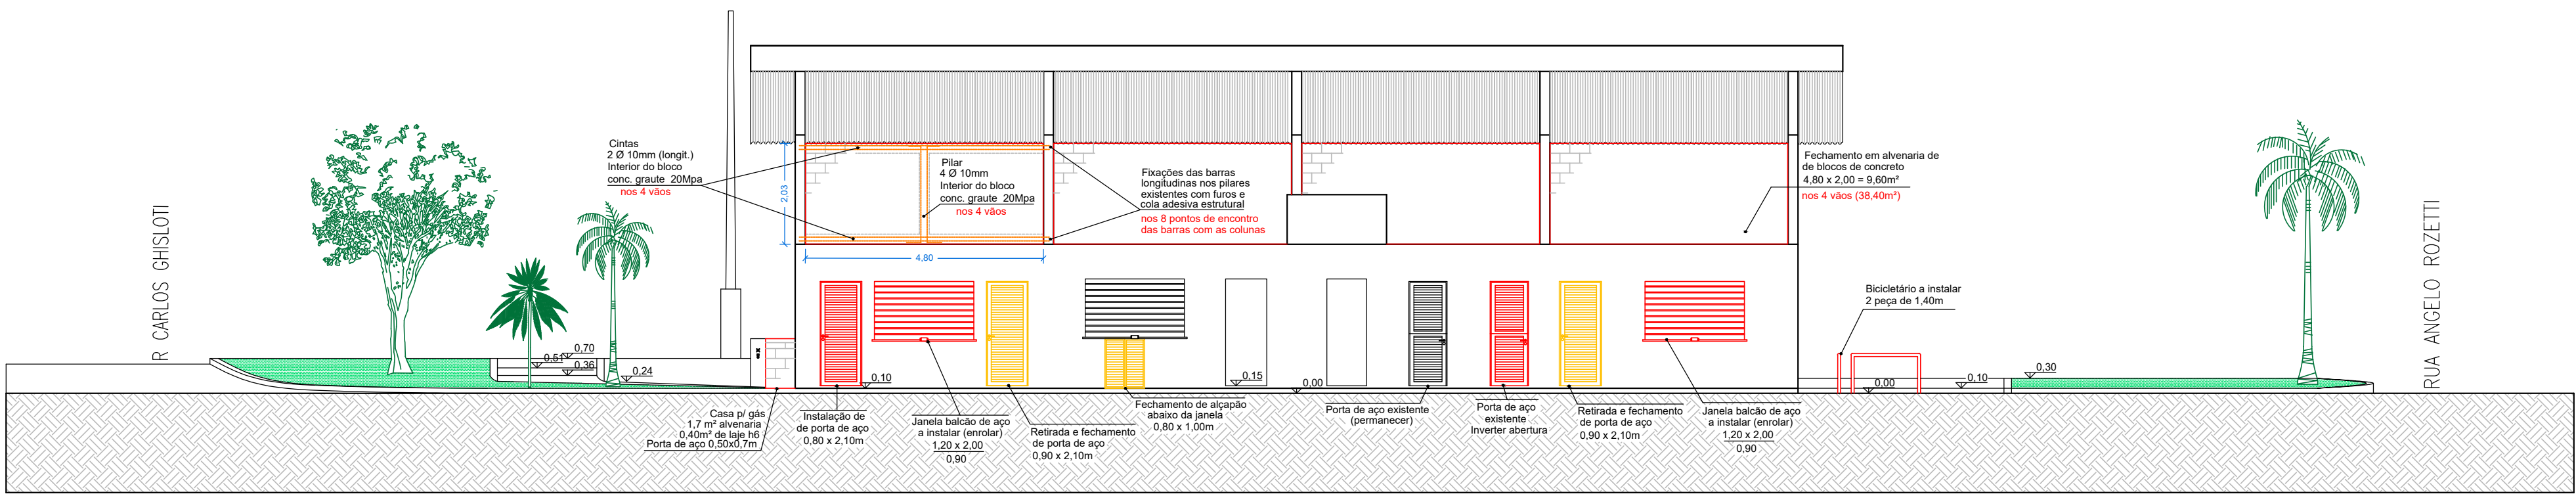 R CARLOS GHISLOTI
Cintas
2 Ø 10mm (longit.)
Interior do bloco
conc. graute 20Mpa
nos 4 vãos
2,03
Pilar
4 Ø 10mm
Interior do bloco
conc. graute 20Mpa
nos 4 vãos
4,80
Fixações das barras
longitudinas nos pilares
existentes com furos e
cola adesiva estrutural
nos 8 pontos de encontro
das barras com as colunas
Fechamento em alvenaria de
de blocos de concreto
4,80 x 2,00 = 9,60m²
nos 4 vãos (38,40m²)
Bicicletário a instalar
2 peça de 1,40m
RUA ANGELO ROZETTI
0,70
0,51
0,36
0,24
0,10
0,15
0,00
0,00
0,10
0,30
Casa p/ gás
1,7 m² alvenaria
0,40m² de laje h6
Porta de aço 0,50x0,7m
Instalação de
de porta de aço
0,80 x 2,10m
Janela balcão de aço
a instalar (enrolar)
1,20 x 2,00
0,90
Retirada e fechamento
de porta de aço
0,90 x 2,10m
Fechamento de alçapão
abaixo da janela
0,80 x 1,00m
Porta de aço existente
(permanecer)
Porta de aço
existente
Inverter abertura
Retirada e fechamento
de porta de aço
0,90 x 2,10m
Janela balcão de aço
a instalar (enrolar)
1,20 x 2,00
0,90